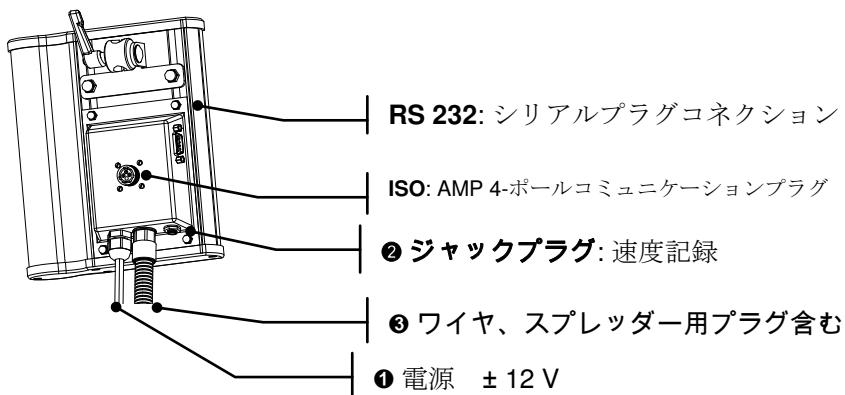 RS 232: シリアルプラグコネクション
ISO: AMP 4-ポールコミュニケーションプラグ
❷ ジャックプラグ: 速度記録
❸ ワイヤ、スプレッダー用プラグ含む
❶ 電源 ± 12 V